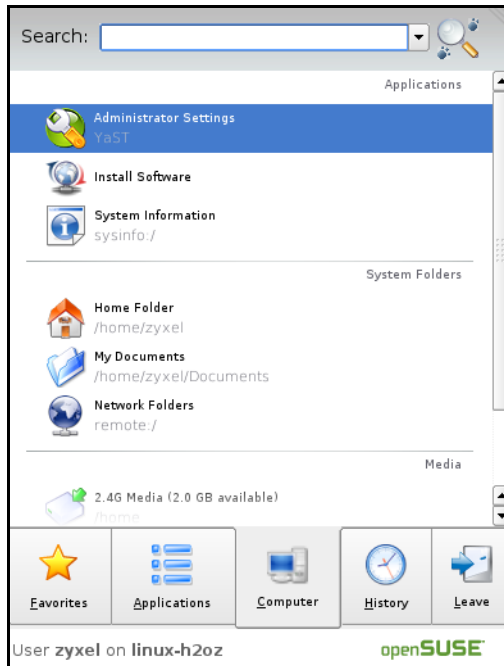 Search:
Applications
Administrator Settings
YaST
Install Software
System Information
sysinfo:/
System Folders
Home Folder
/home/zyxel
My Documents
/home/zyxel/Documents
Network Folders
remote:/
Media
2.4G Media (2.0 GB available)
/home
Favorites Applications Computer History Leave
User zyxel on linux-h2oz openSUSE